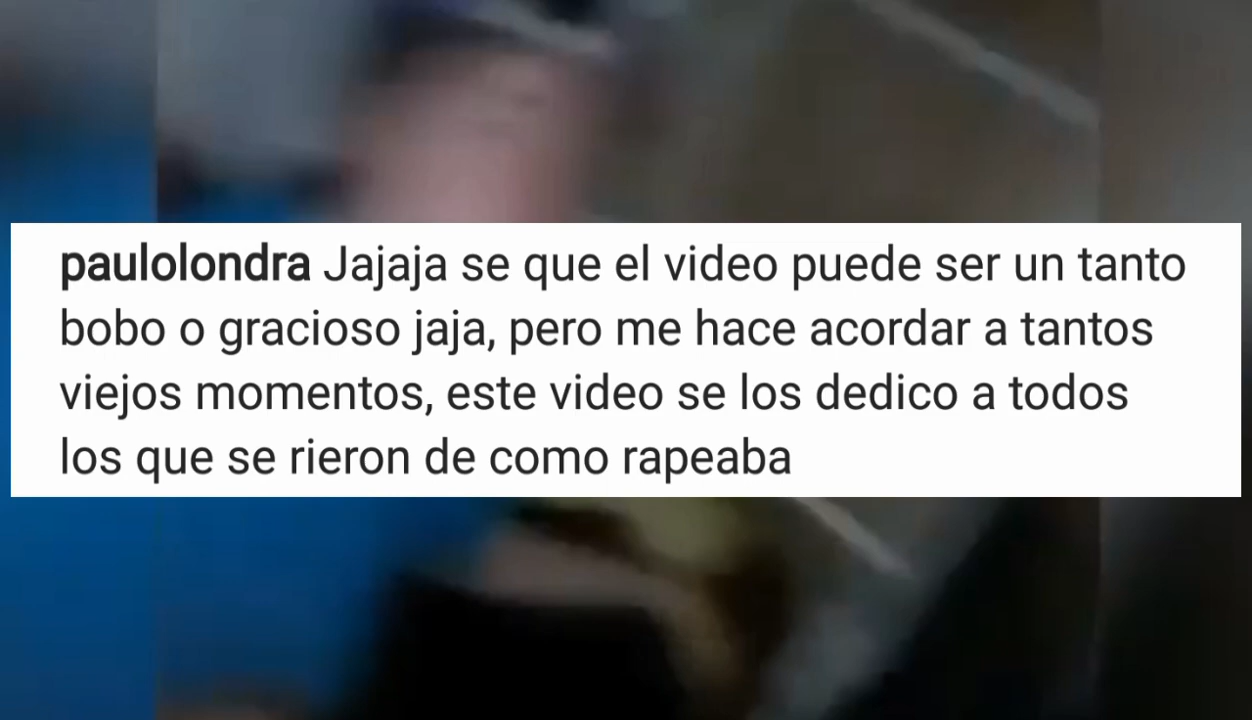 paulolondra Jajaja se que el video puede ser un tanto
bobo o gracioso jaja, pero me hace acordar a tantos
viejos momentos, este video se los dedico a todos
los que se rieron de como rapeaba